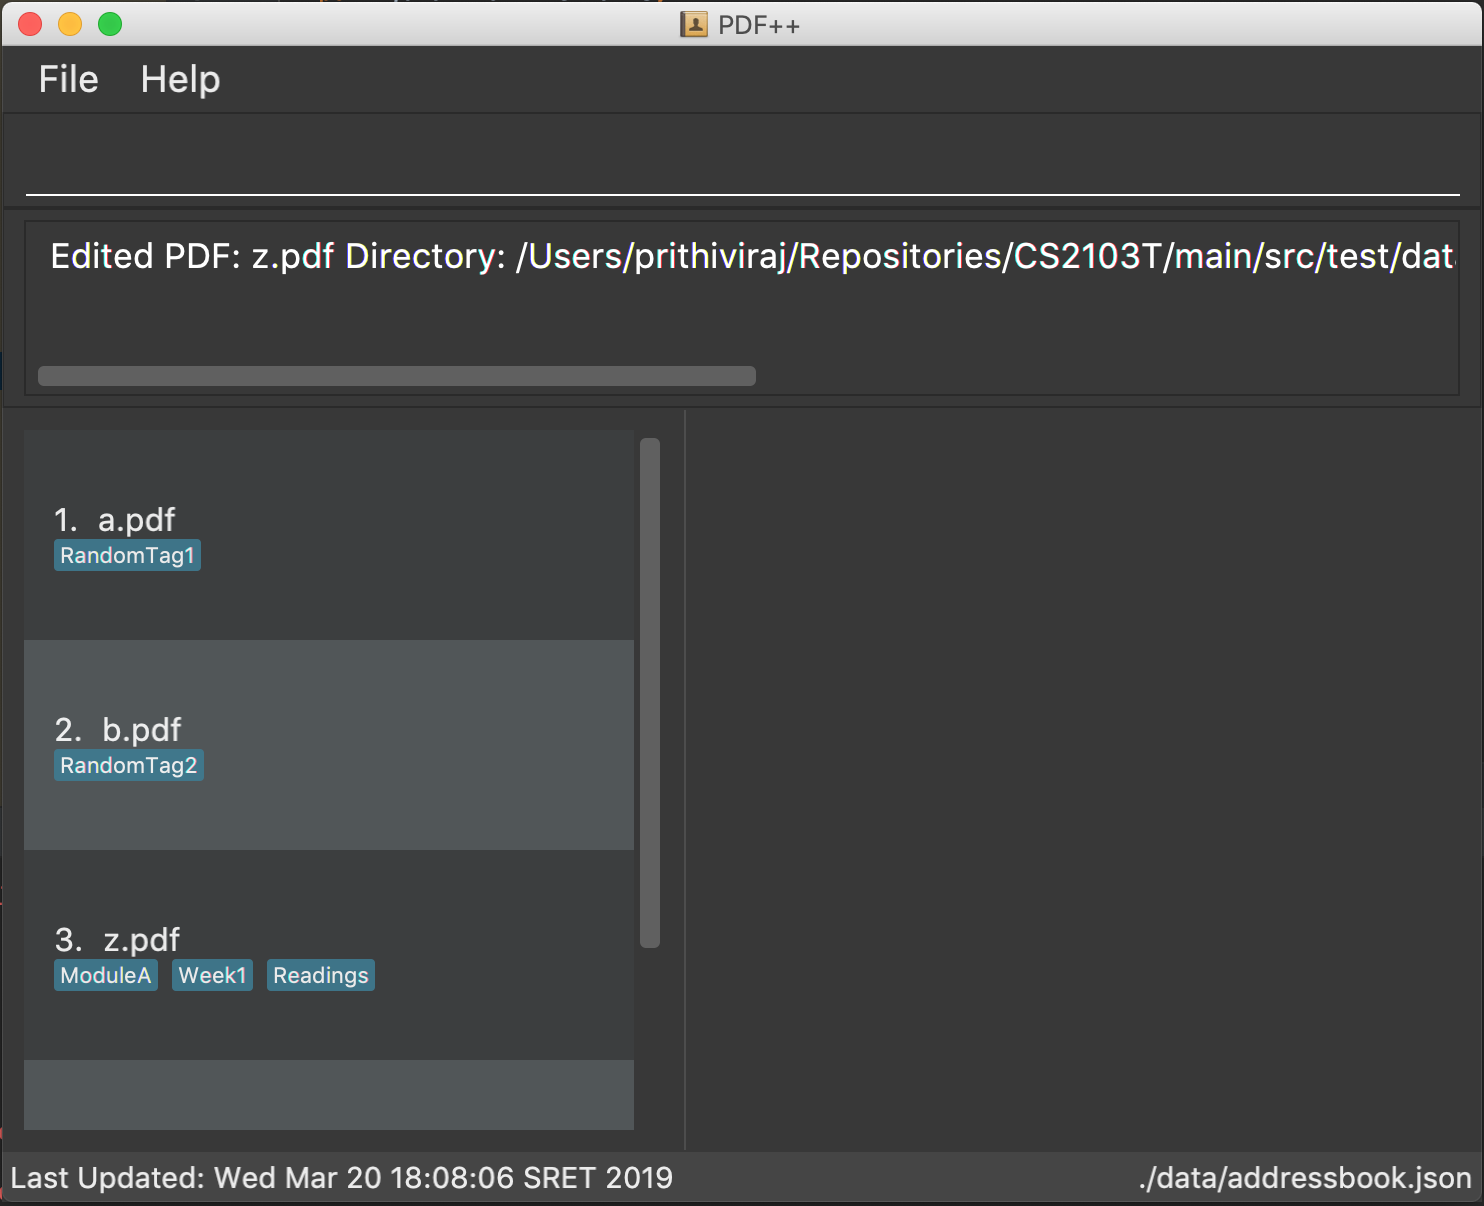 PDF++
File Help
Edited PDF: z.pdf Directory: /Users/prithiviraj/Repositories/CS2103T/main/src/test/dat
1. a.pdf
RandomTag1
2. b.pdf
RandomTag2
3. z.pdf
ModuleA Week1 Readings
Last Updated: Wed Mar 20 18:08:06 SRET 2019 ./data/addressbook.json